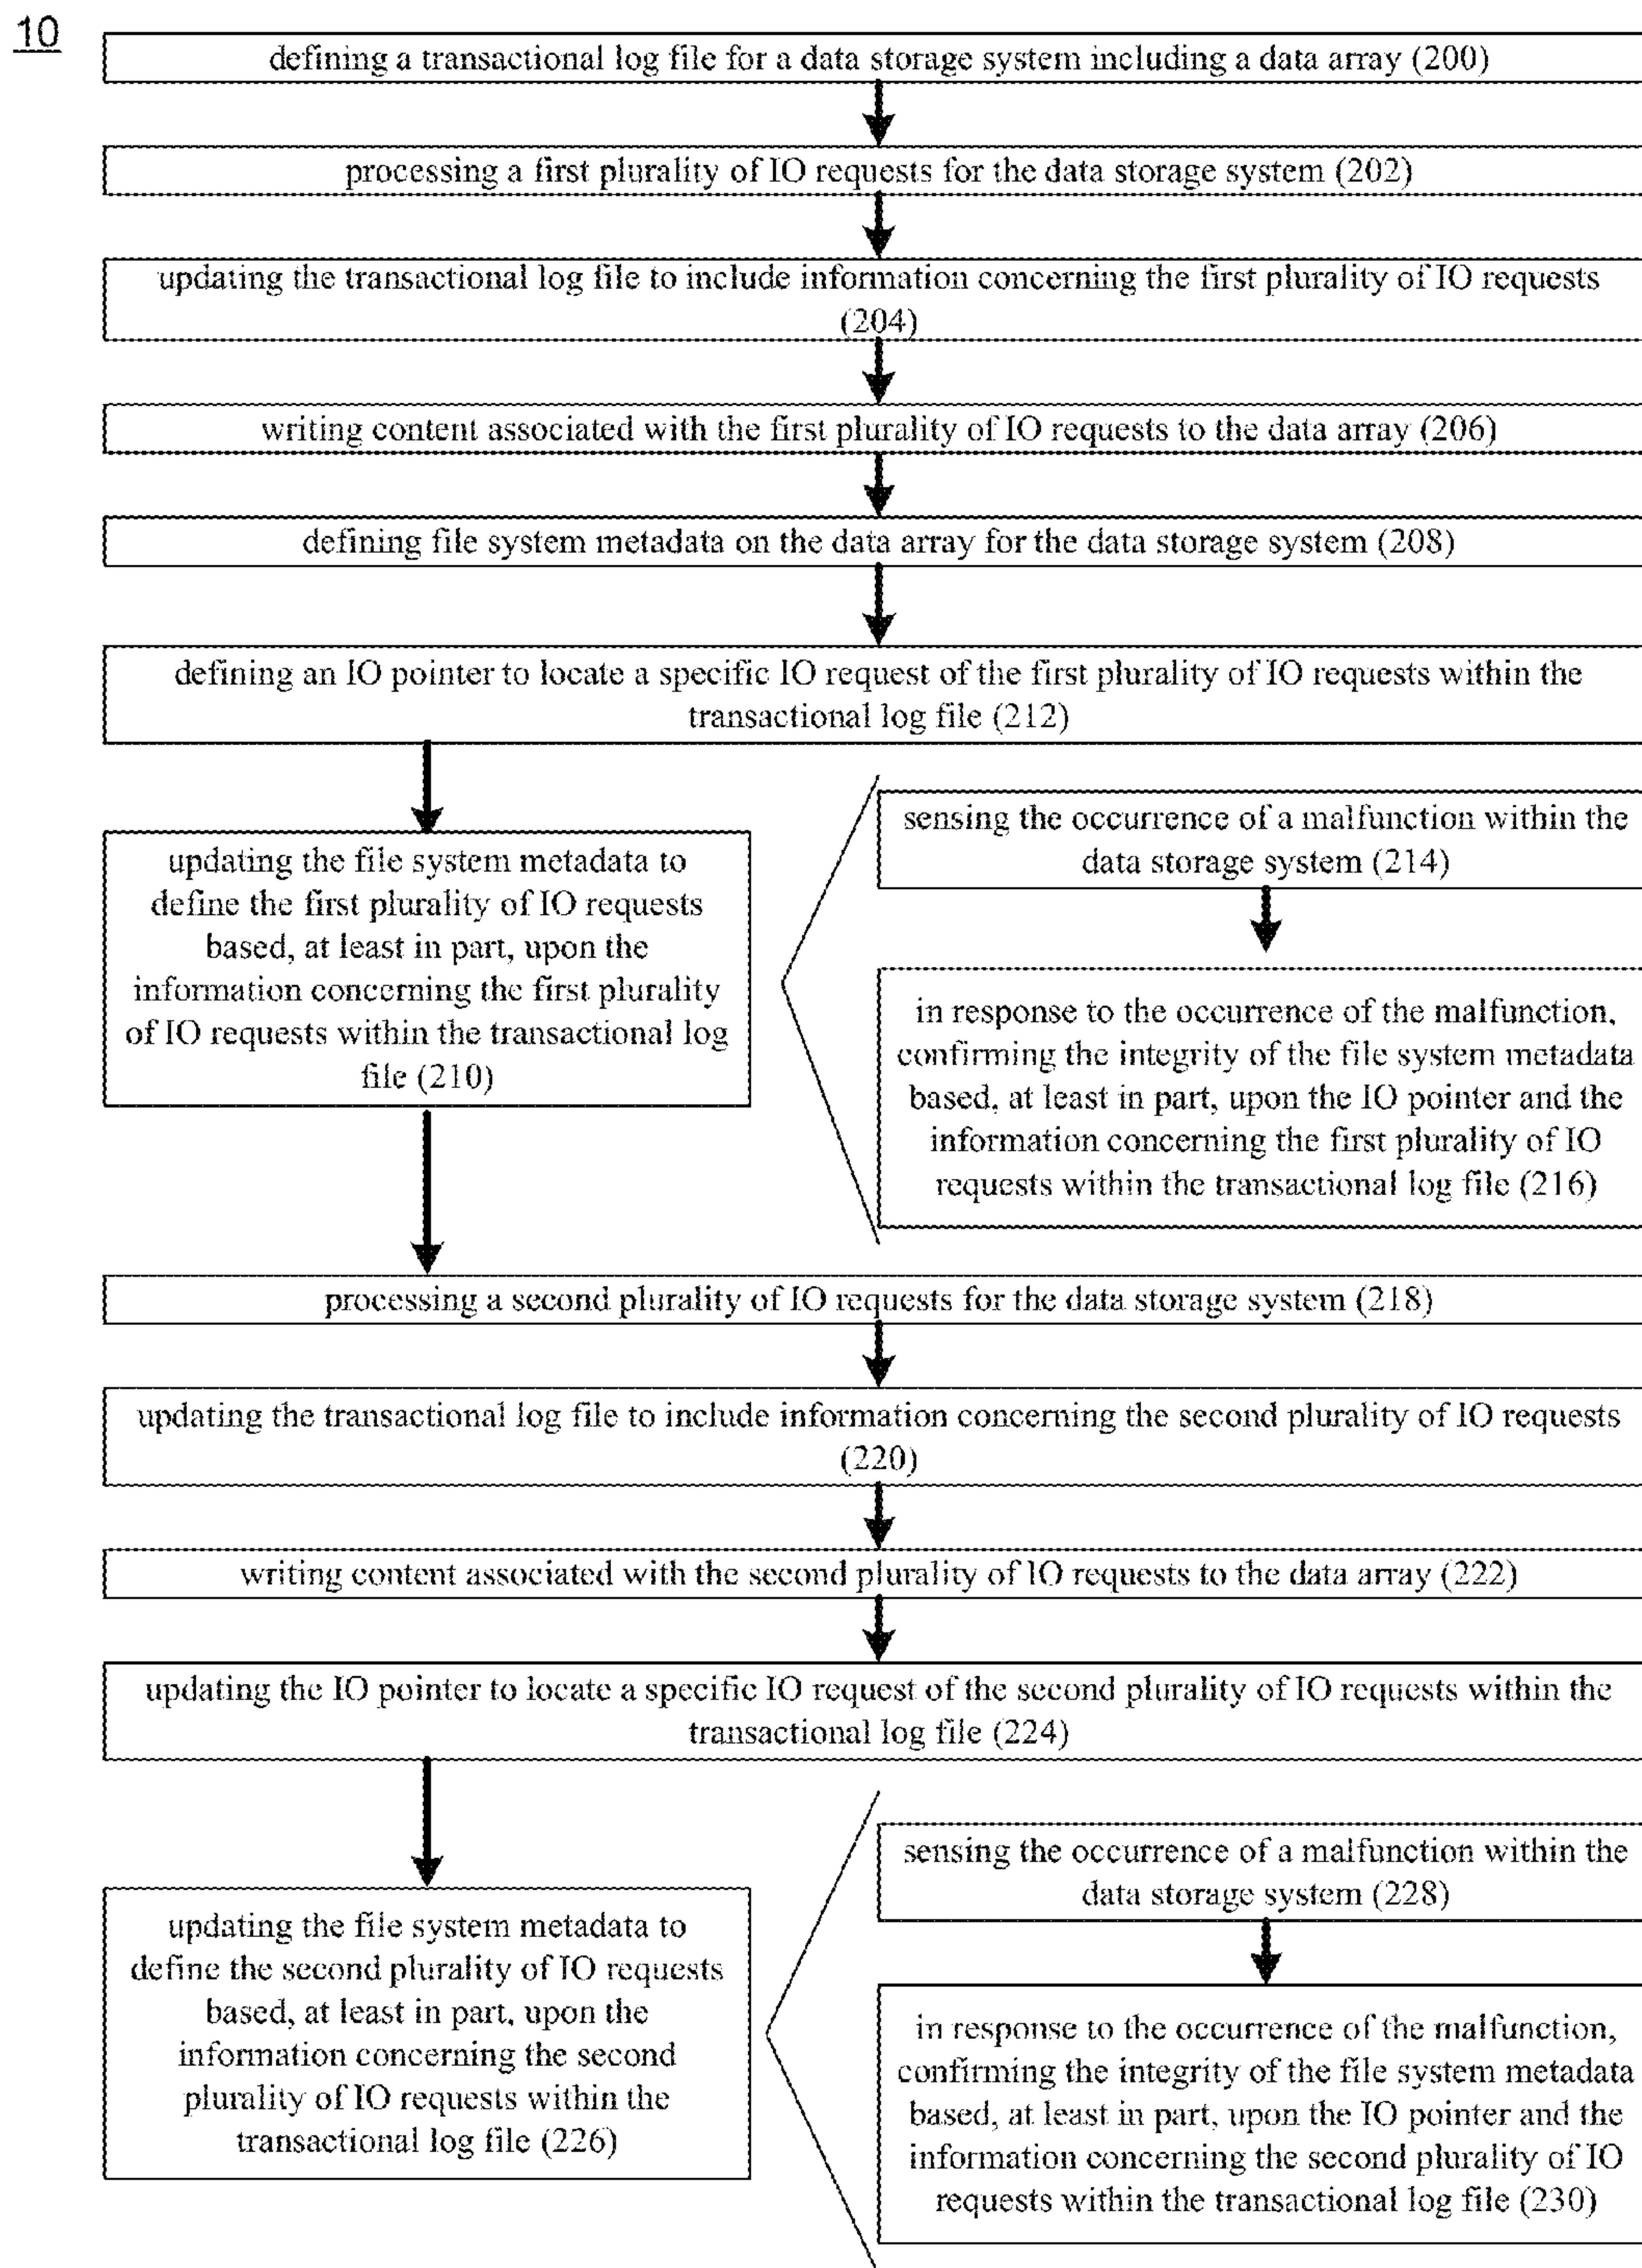 10
defining a transactional log file for a data storage system including a data array (200)
processing a first plurality of IO requests for the data storage system (202)
updating the transactional log file to include information concerning the first plurality of IO requests
(204)
writing content associated with the first plurality of IO requests to the data array (206)
defining file system metadata on the data array for the data storage system (208)
defining an IO pointer to locate a specific IO request of the first plurality of IO requests within the
transactional log file (212)
updating the file system metadata to
define the first plurality of IO requests
based, at least in part, upon the
information concerning the first plurality
of IO requests within the transactional log
file (210)
sensing the occurrence of a malfunction within the
data storage system (214)
in response to the occurrence of the malfunction,
confirming the integrity of the file system metadata
based, at least in part, upon the IO pointer and the
information concerning the first plurality of IO
requests within the transactional log file (216)
processing a second plurality of IO requests for the data storage system (218)
updating the transactional log file to include information concerning the second plurality of IO requests
(220)
writing content associated with the second plurality of IO requests to the data array (222)
updating the IO pointer to locate a specific IO request of the second plurality of IO requests within the
transactional log file (224)
updating the file system metadata to
define the second plurality of IO requests
based, at least in part, upon the
information concerning the second
plurality of IO requests within the
transactional log file (226)
sensing the occurrence of a malfunction within the
data storage system (228)
in response to the occurrence of the malfunction,
confirming the integrity of the file system metadata
based, at least in part, upon the IO pointer and the
information concerning the second plurality of IO
requests within the transactional log file (230)